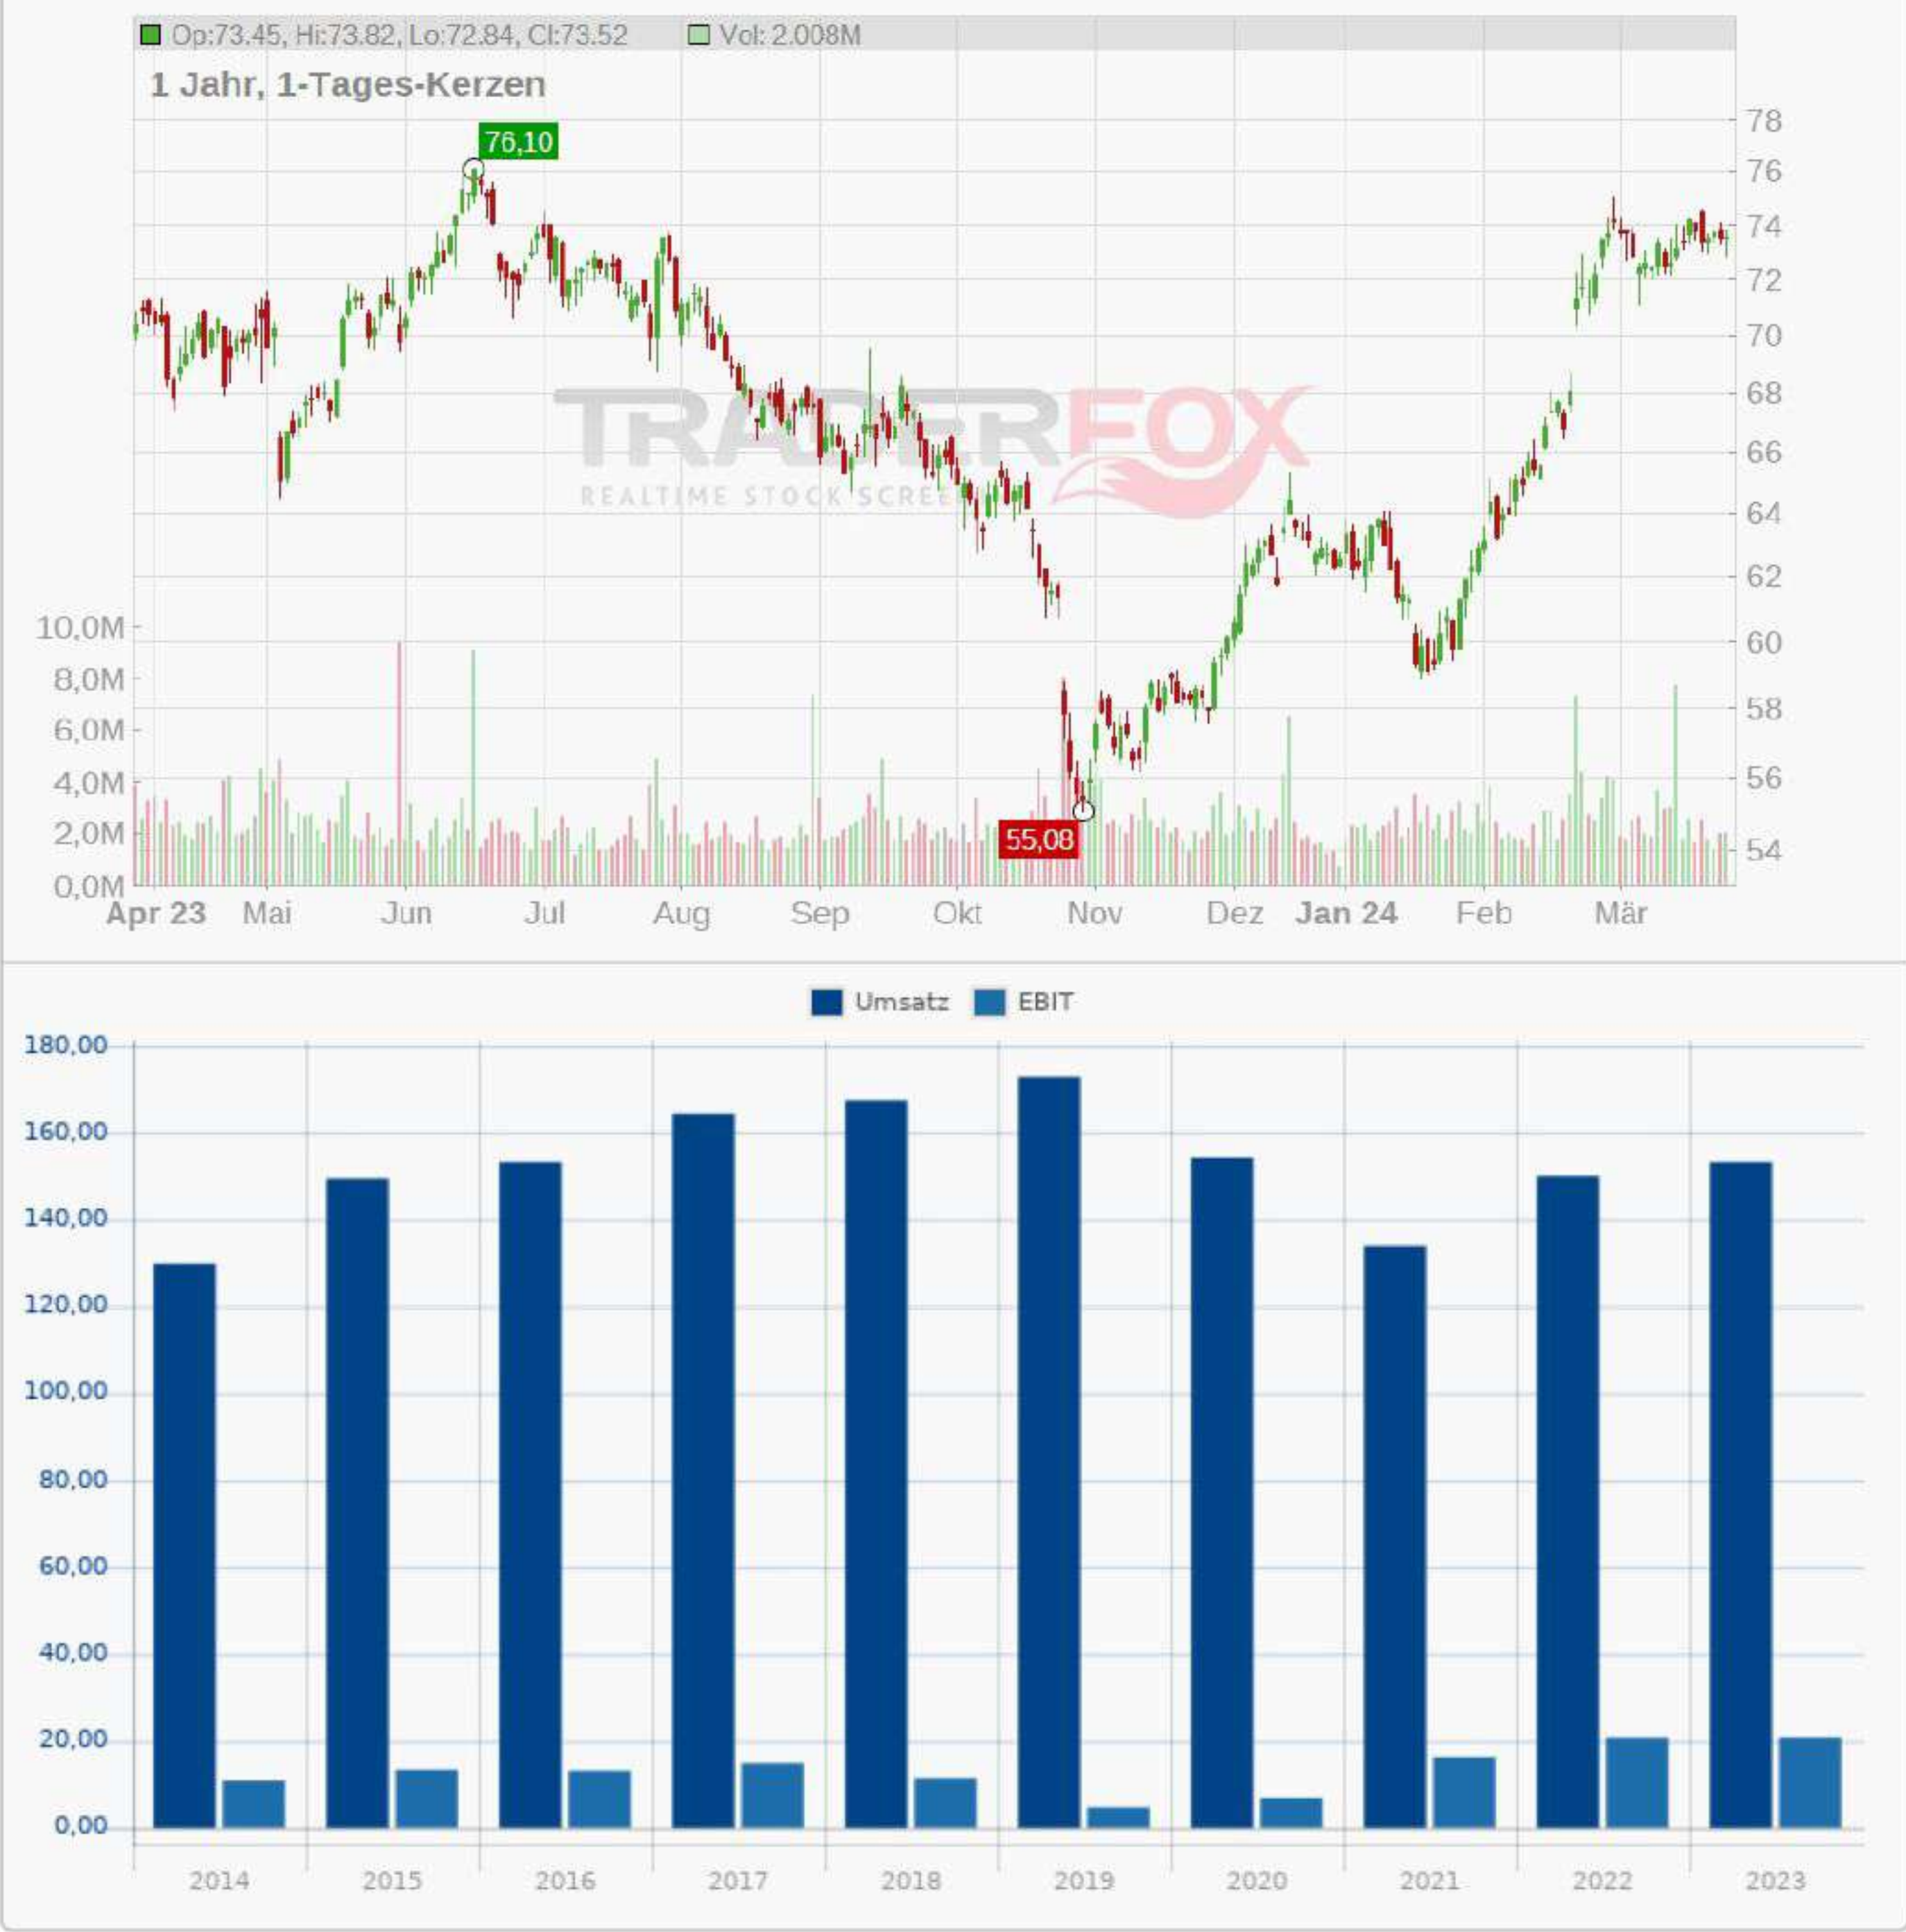 Op:73.45, Hi:73.82, Lo:72.84, Cl:73.52 Vol: 2.008M
1 Jahr, 1-Tages-Kerzen
76,10
78
76
74
72
70
68
66
64
62
60
58
56
54
TRADERFOX
REALTIME STOCK SCREE
10,0M
8,0M
6,0M
4,0M
2,0M
0,0M
55,08
Apr 23 Mai Jun Jul Aug Sep Okt Nov Dez Jan 24 Feb Mär
Umsatz EBIT
180,00
160,00
140,00
120,00
100,00
80,00
60,00
40,00
20,00
0,00
2014 2015 2016 2017 2018 2019 2020 2021 2022 2023